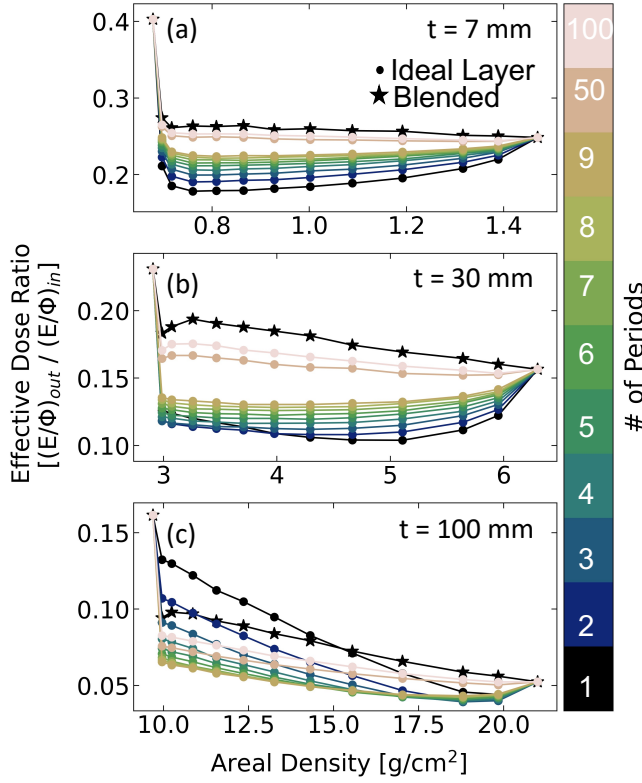 0.4
0.3
0.2
(a)
t = 7 mm
Ideal Layer
Blended
0.8
1.0
1.2
1.4
0.20
0.15
0.10
(b)
t = 30 mm
3
4
5
6
0.15
0.10
0.05
(c)
t = 100 mm
10.0
12.5
15.0
17.5
20.0
Areal Density [g/cm²]
Effective Dose Ratio
[(E/Φ)out / (E/Φ)in]
100
50
9
8
7
6
5
4
3
2
1
# of Periods